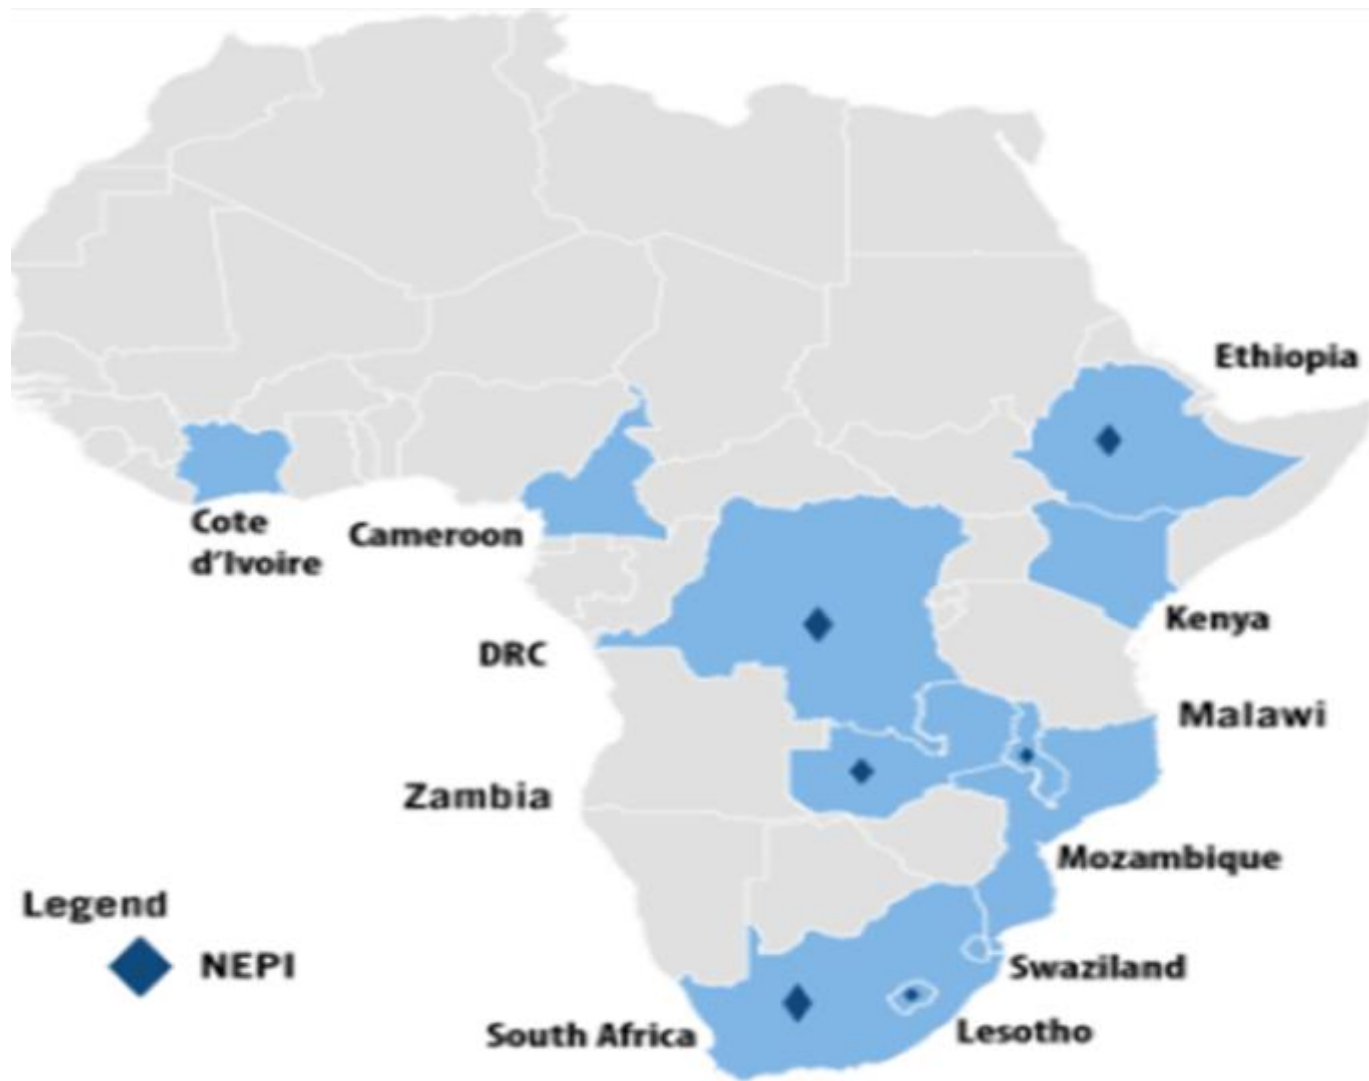 Ethiopia
Cote
d'Ivoire
Cameroon
Kenya
DRC
Malawi
Zambia
Mozambique
Legend
NEPI
Swaziland
South Africa
Lesotho